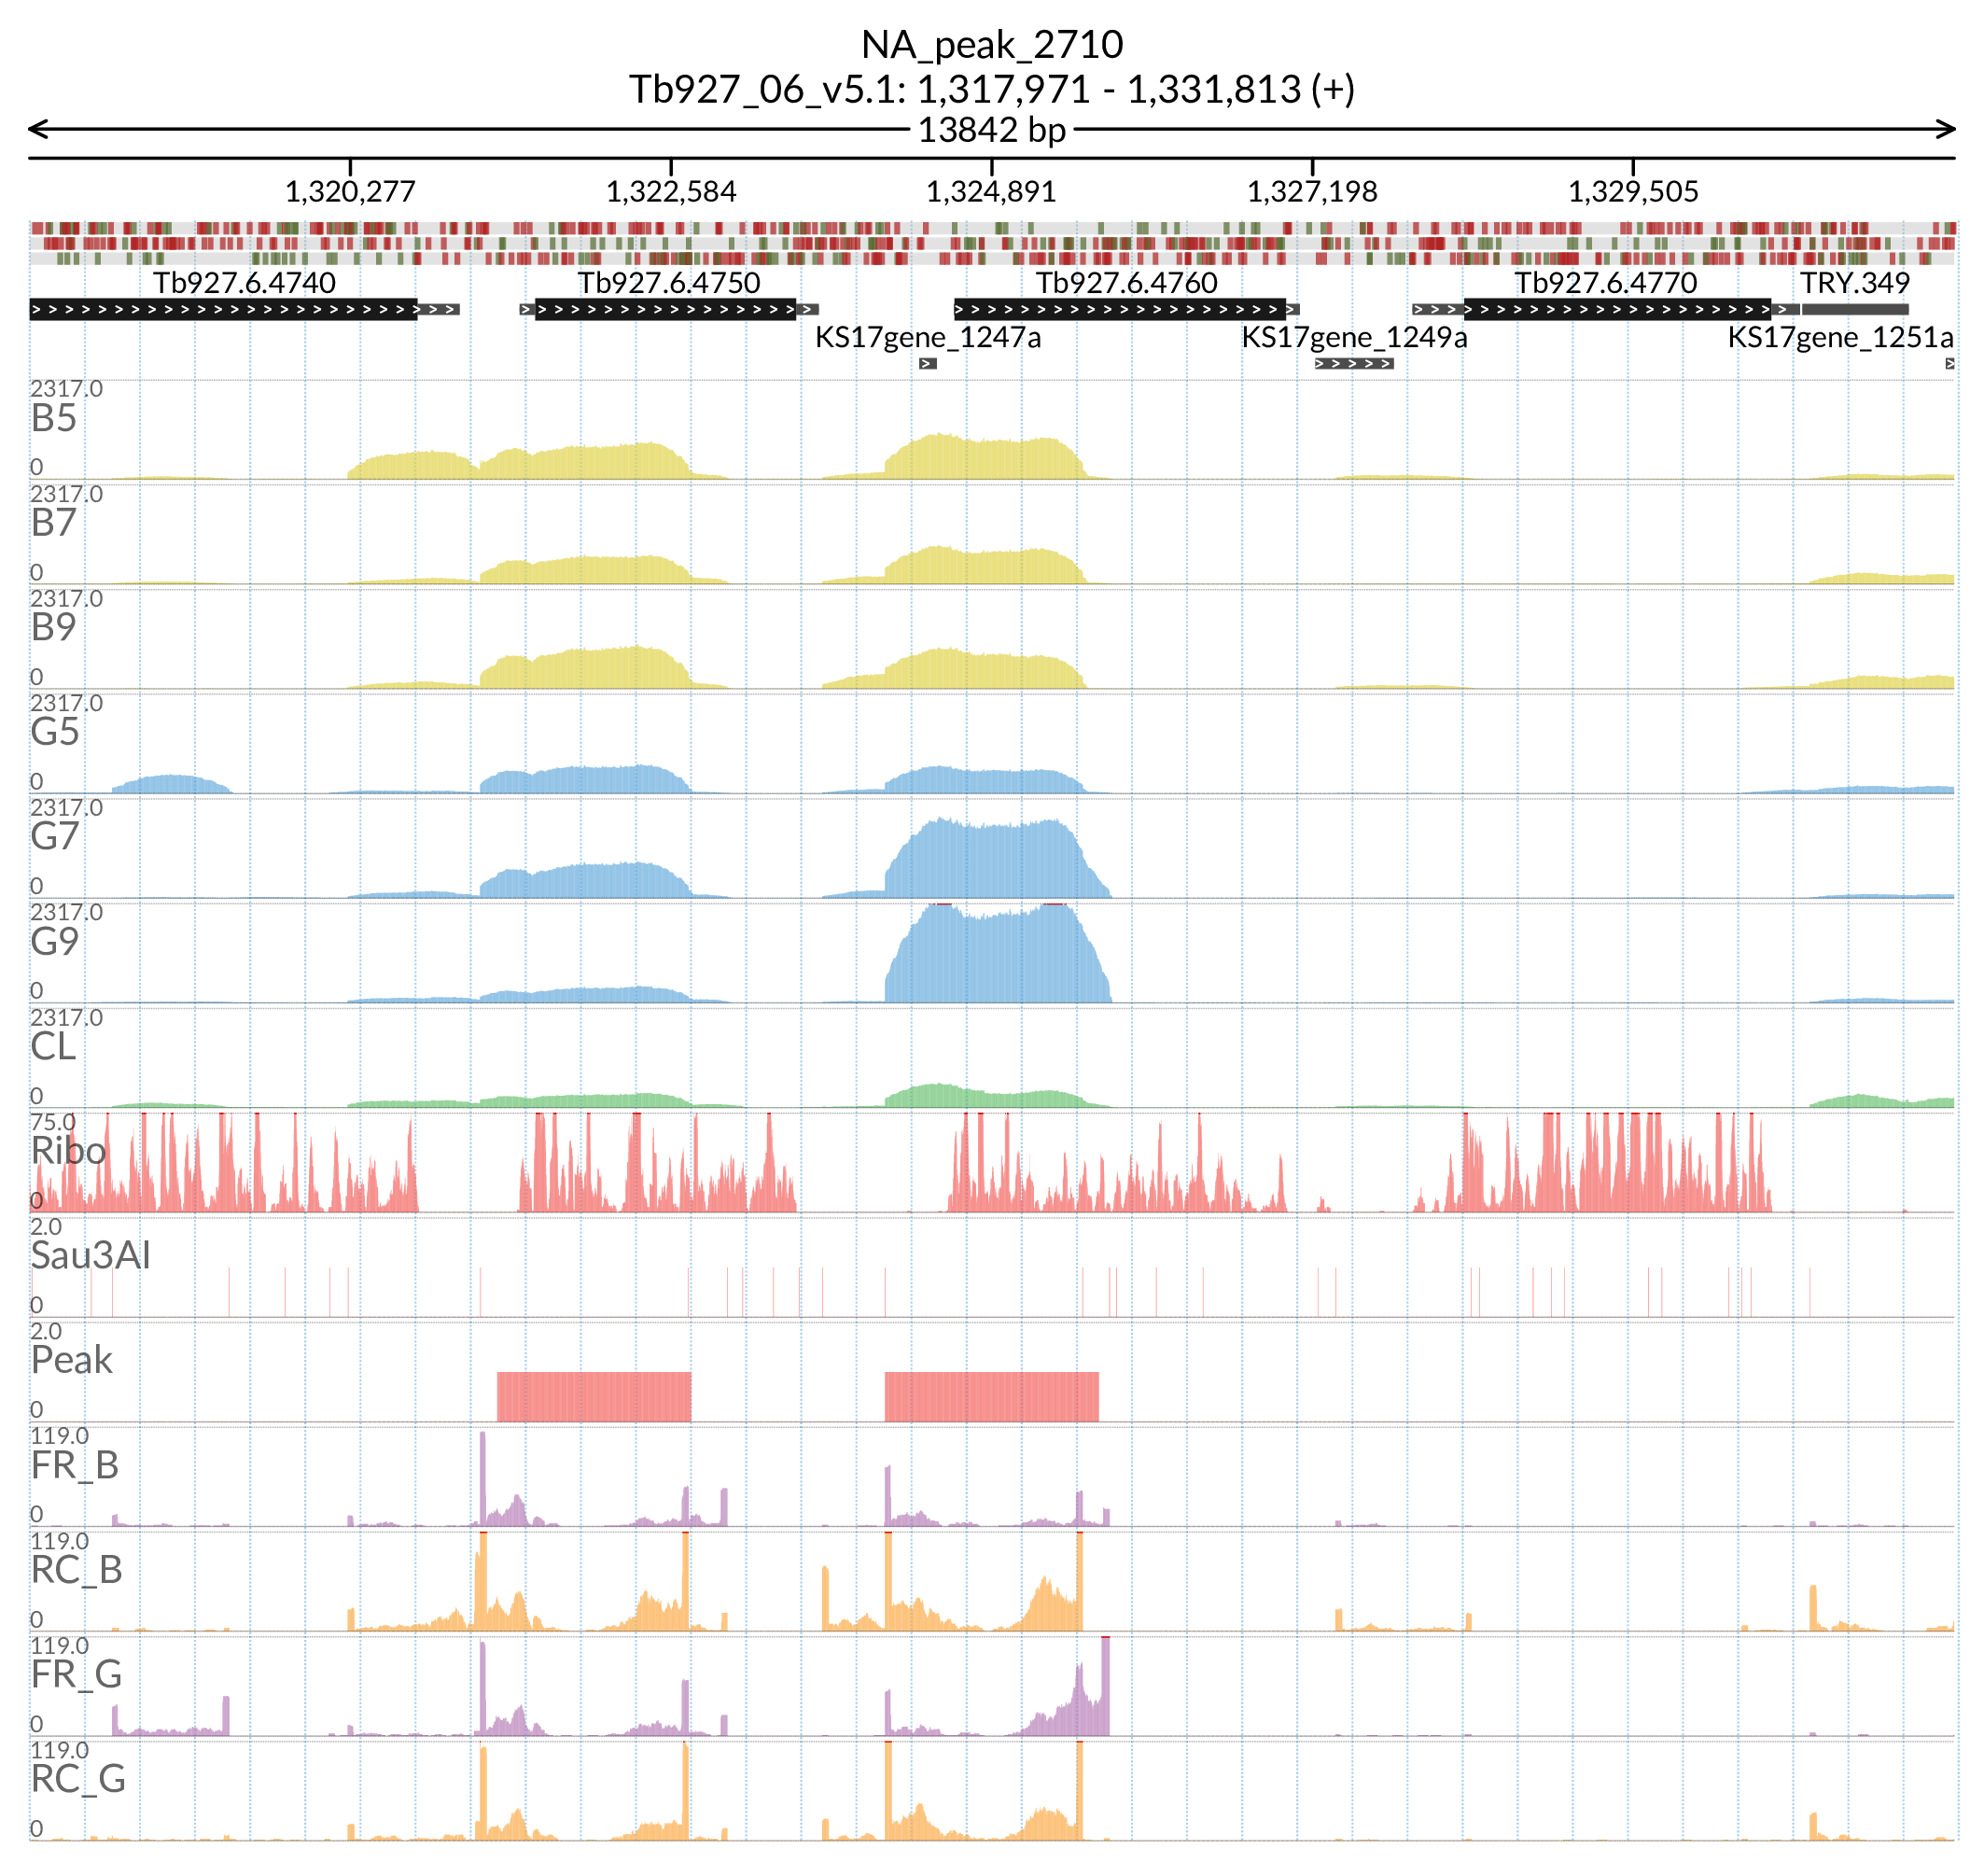 NA_peak_2710
Tb927_06_v5.1: 1,317,971 - 1,331,813 (+)
13842 bp
1,320,277 1,322,584 1,324,891 1,327,198 1,329,505
Tb927.6.4740 Tb927.6.4750 Tb927.6.4760 Tb927.6.4770 TRY.349
KS17gene_1247a KS17gene_1249a KS17gene_1251a
2317.0
B5
0
2317.0
B7
0
2317.0
B9
0
2317.0
G5
0
2317.0
G7
0
2317.0
G9
0
2317.0
CL
0
75.0
Ribo
0
2.0
Sau3AI
0
2.0
Peak
0
119.0
FR_B
0
119.0
RC_B
0
119.0
FR_G
0
119.0
RC_G
0